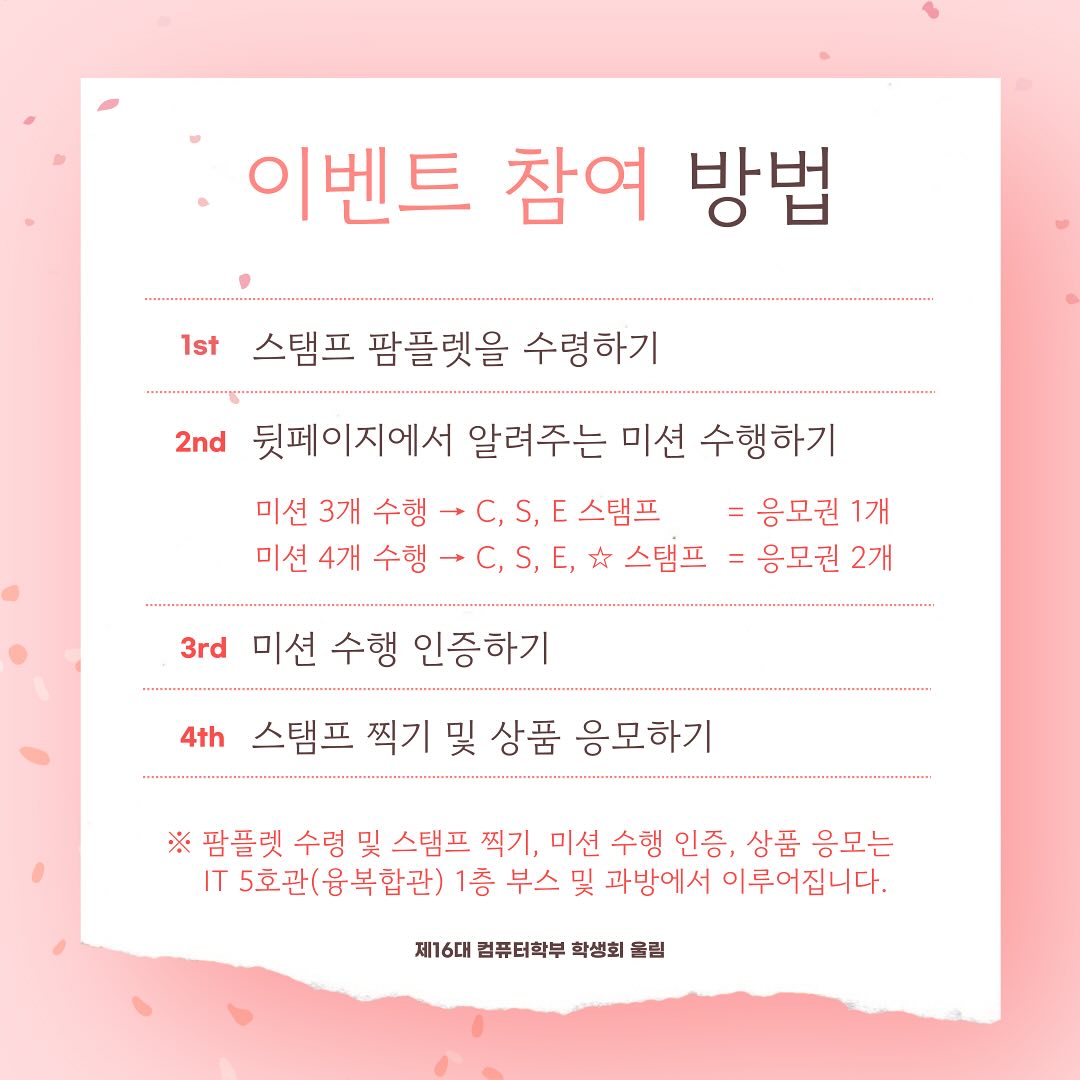 이벤트 참여 방법
1st 스탬프 팜플렛을 수령하기
2nd 뒷페이지에서 알려주는 미션 수행하기
미션 3개 수행 → C, S, E 스탬프 = 응모권 1개
미션 4개 수행 → C, S, E, ☆ 스탬프 = 응모권 2개
3rd 미션 수행 인증하기
4th 스탬프 찍기 및 상품 응모하기
※ 팜플렛 수령 및 스탬프 찍기, 미션 수행 인증, 상품 응모는
IT 5호관(융복합관) 1층 부스 및 과방에서 이루어집니다.
제16대 컴퓨터학부 학생회 울림